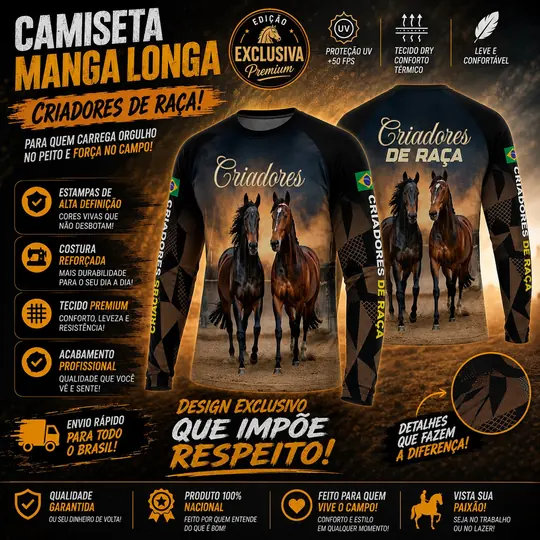 CAMISETA
MANGA LONGA
CRIADORES DE RAÇA!
PARA QUEM CARREGA ORGULHO
NO PEITO E FORÇA NO CAMPO!
EDIÇÃO
EXCLUSIVA
Premium
UV
PROTEÇÃO UV
+50 FPS
TECIDO DRY
CONFORTO
TÉRMICO
LEVE E
CONFORTÁVEL
ESTAMPAS DE
ALTA DEFINIÇÃO
CORES VIVAS QUE
NÃO DESBOTAM!
COSTURA
REFORÇADA
MAIS DURABILIDADE
PARA O SEU DIA A DIA!
TECIDO PREMIUM
CONFORTO, LEVEZA E
RESISTÊNCIA!
ACABAMENTO
PROFISSIONAL
QUALIDADE QUE VOCÊ
VÊ E SENTE!
ENVIO RÁPIDO
PARA TODO
O BRASIL!
Criadores
CRIADORES DE RAÇA
Criadores
DE RAÇA
CRIADORES
CRIADORES DE RAÇA
DESIGN EXCLUSIVO
QUE IMPÕE
RESPEITO!
DETALHES
QUE FAZEM
A DIFERENÇA!
QUALIDADE
GARANTIDA
OU SEU DINHEIRO DE VOLTA!
PRODUTO 100%
NACIONAL
FEITO POR QUEM ENTENDE
DO QUE É BOM!
FEITO PARA QUEM
VIVE O CAMPO!
CONFORTO E ESTILO
EM QUALQUER MOMENTO!
VISTA SUA
PAIXÃO!
SEJA NO TRABALHO
OU NO LAZER!